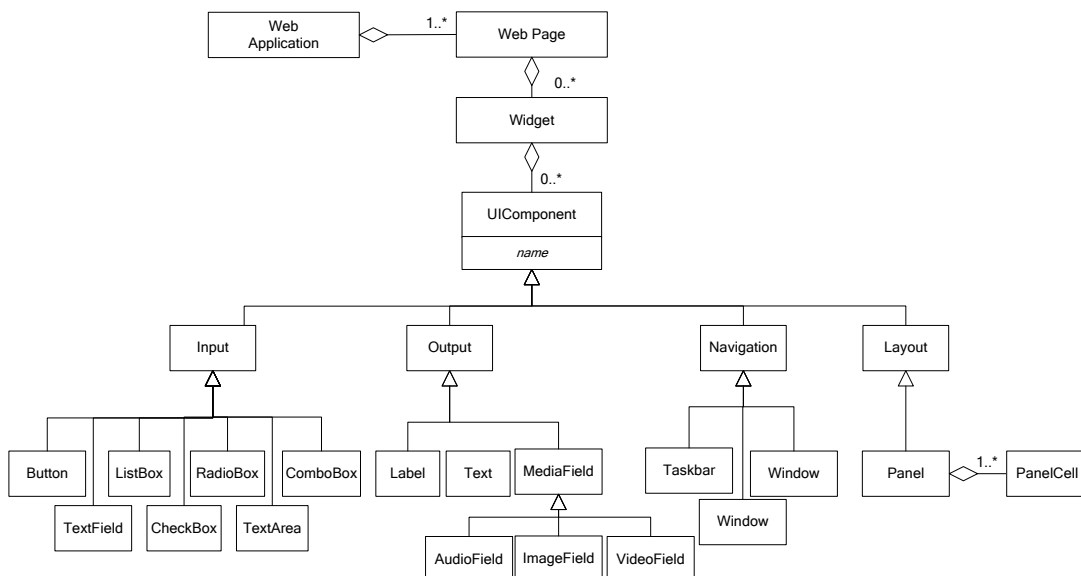 Web
Application
1..*
Web Page
0..*
Widget
0..*
UIComponent
name
Input
Output
Navigation
Layout
Button
ListBox
RadioBox
ComboBox
Label
Text
MediaField
Taskbar
Window
Panel
1..*
PanelCell
TextField
CheckBox
TextArea
Window
AudioField
ImageField
VideoField